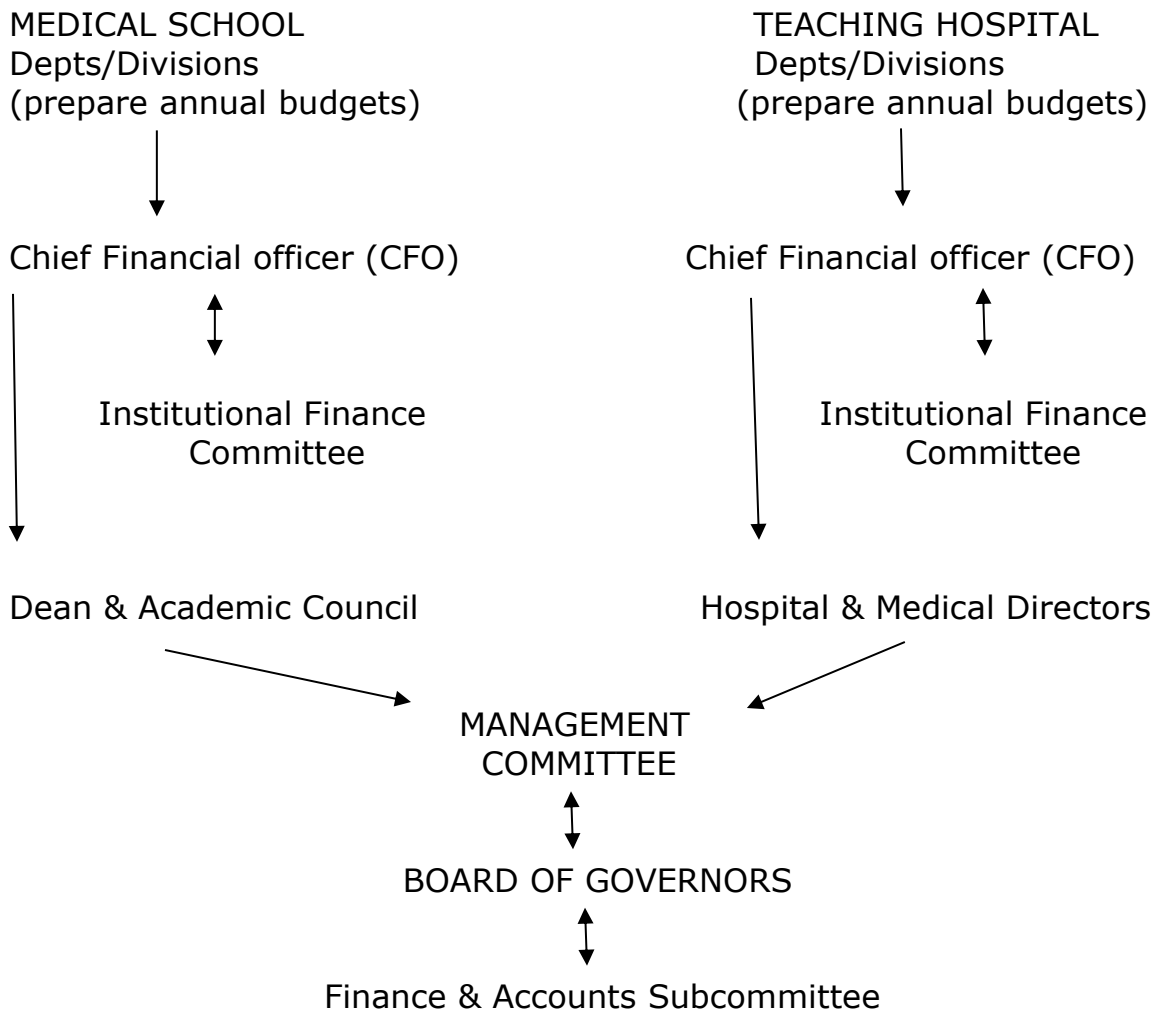 MEDICAL SCHOOL
Depts/Divisions
(prepare annual budgets)
TEACHING HOSPITAL
Depts/Divisions
(prepare annual budgets)
Chief Financial officer (CFO)
Chief Financial officer (CFO)
Institutional Finance
Committee
Institutional Finance
Committee
Dean & Academic Council
Hospital & Medical Directors
MANAGEMENT
COMMITTEE
BOARD OF GOVERNORS
Finance & Accounts Subcommittee